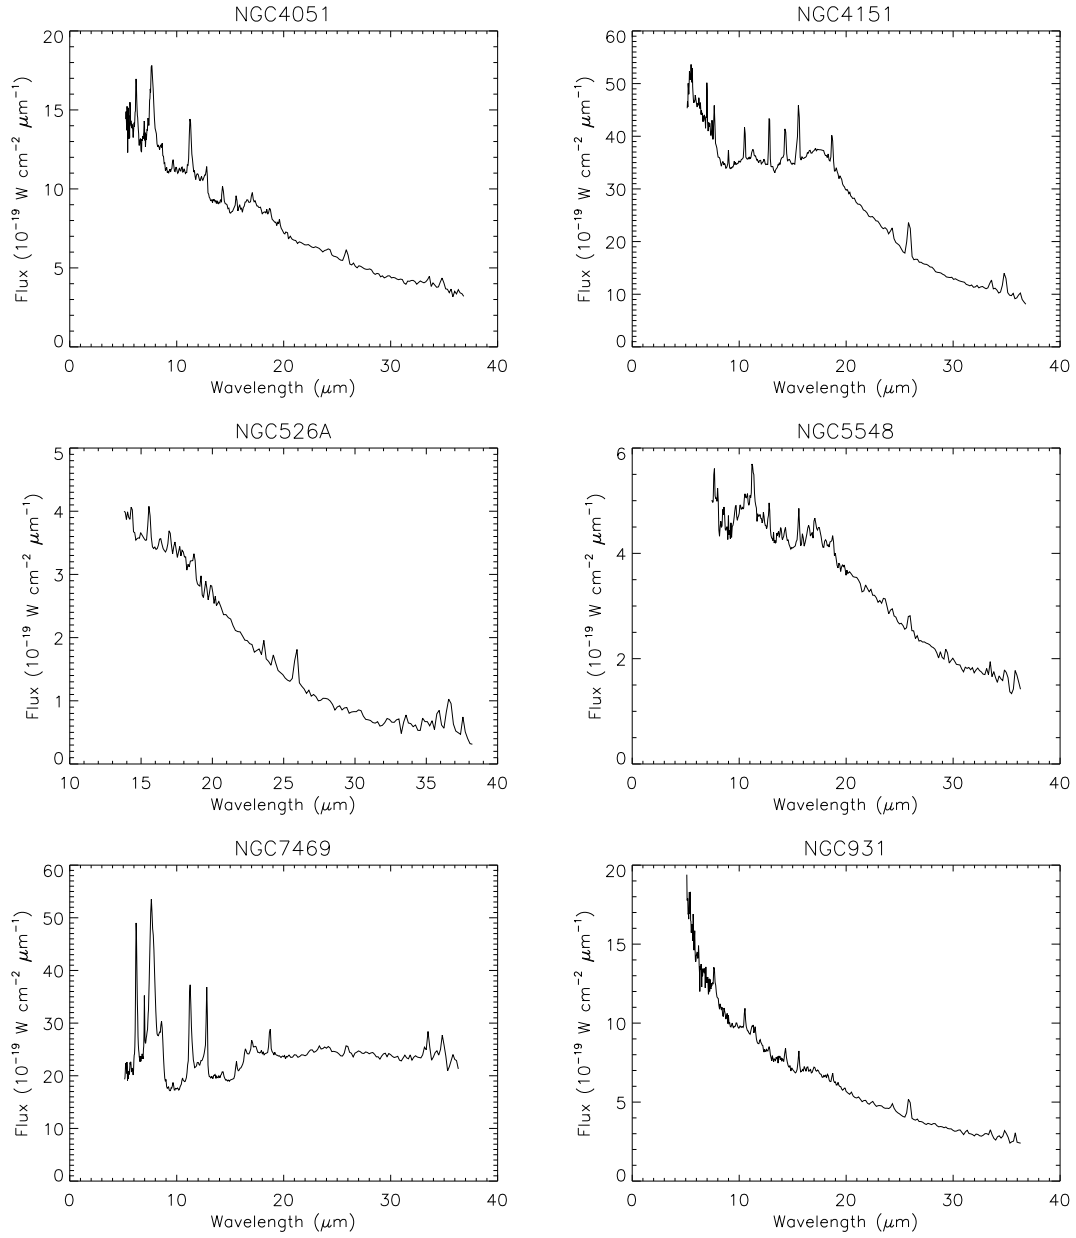 NGC4051
Flux (10⁻¹⁹ W cm⁻² μm⁻¹)
20
15
10
5
0
0 10 20 30 40
Wavelength (μm)
NGC4151
Flux (10⁻¹⁹ W cm⁻² μm⁻¹)
60
50
40
30
20
10
0
0 10 20 30 40
Wavelength (μm)
NGC526A
Flux (10⁻¹⁹ W cm⁻² μm⁻¹)
5
4
3
2
1
0
10 15 20 25 30 35 40
Wavelength (μm)
NGC5548
Flux (10⁻¹⁹ W cm⁻² μm⁻¹)
6
4
2
0
0 10 20 30 40
Wavelength (μm)
NGC7469
Flux (10⁻¹⁹ W cm⁻² μm⁻¹)
60
50
40
30
20
10
0
0 10 20 30 40
Wavelength (μm)
NGC931
Flux (10⁻¹⁹ W cm⁻² μm⁻¹)
20
15
10
5
0
0 10 20 30 40
Wavelength (μm)